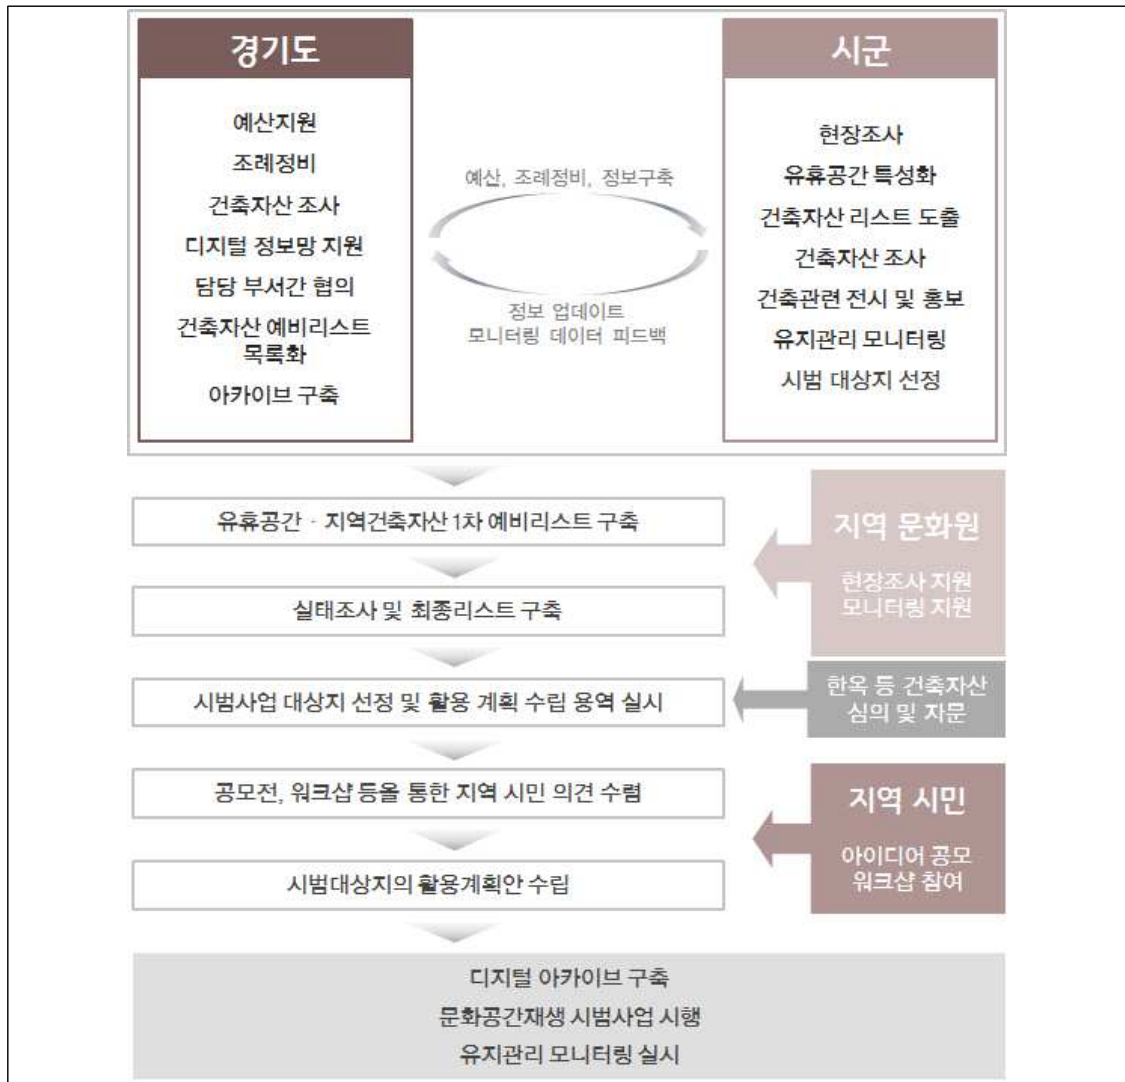 경기도
예산지원
조례정비
건축자산 조사
디지털 정보망 지원
담당 부서간 협의
건축자산 예비리스트
목록화
아카이브 구축
예산, 조례정비, 정보구축
정보 업데이트
모니터링 데이터 피드백
시군
현장조사
유휴공간 특성화
건축자산 리스트 도출
건축자산 조사
건축관련 전시 및 홍보
유지관리 모니터링
시범 대상지 선정
유휴공간 · 지역건축자산 1차 예비리스트 구축
실태조사 및 최종리스트 구축
지역 문화원
현장조사 지원
모니터링 지원
시범사업 대상지 선정 및 활용 계획 수립 용역 실시
한옥 등 건축자산
심의 및 자문
공모전, 워크샵 등을 통한 지역 시민 의견 수렴
시범대상지의 활용계획안 수립
지역 시민
아이디어 공모
워크샵 참여
디지털 아카이브 구축
문화공간재생 시범사업 시행
유지관리 모니터링 실시